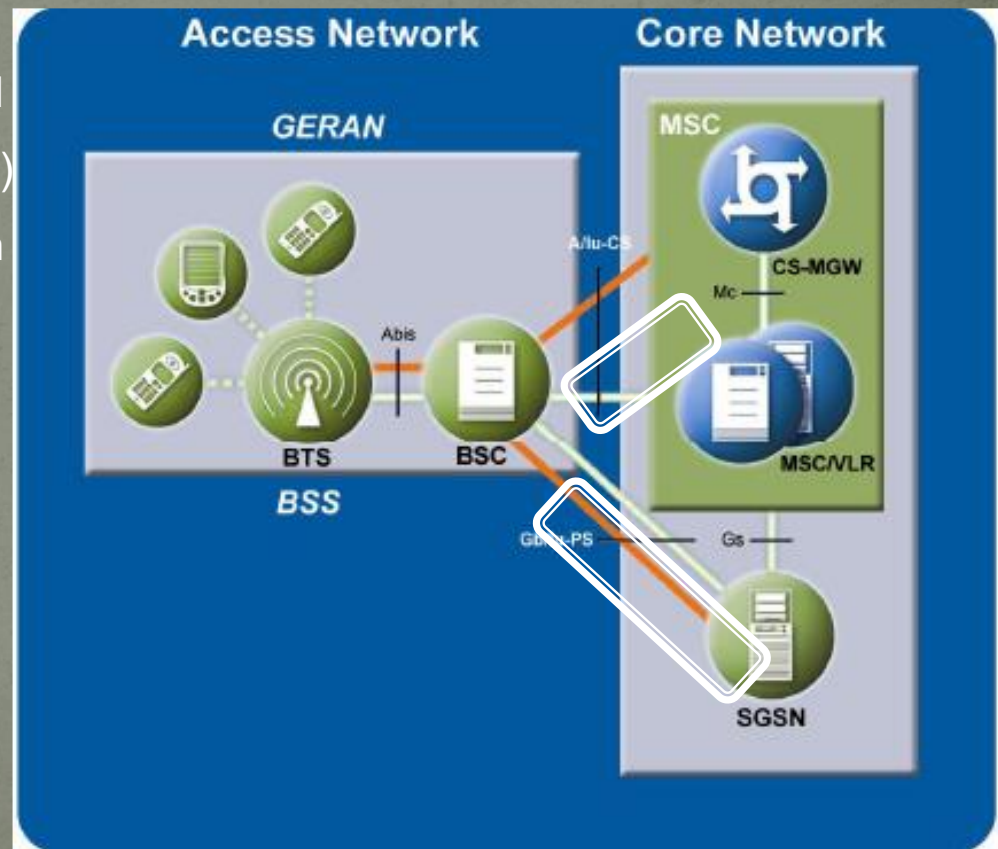 Access Network
Core Network
GERAN
MSC
A/Iu-CS
CS-MGW
Mc
Abis
BTS
BSC
MSC/VLR
BSS
Gs
SGSN